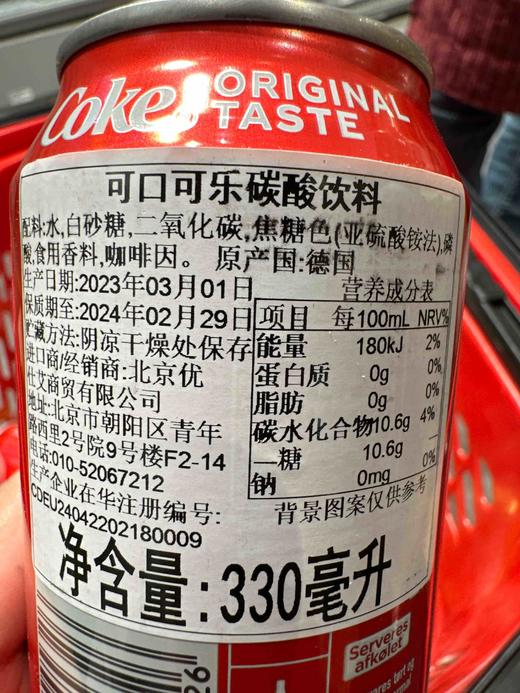 Coke
ORIGINAL
TASTE
可口可乐碳酸饮料
配料:水,白砂糖,二氧化碳,焦糖色(亚硫酸铵法),磷
酸,食用香料,咖啡因。 原产国:德国
生产日期:2023年03月01日
保质期至:2024年02月29日
贮藏方法:阴凉干燥处保存
进口商/经销商:北京优
仕艾商贸有限公司
地址:北京市朝阳区青年
路西里2号院9号楼F2-14
电话:010-52067212
生产企业在华注册编号:
CDEU24042202180009
营养成分表
项目 每100mL NRV%
能量 180kJ 2%
蛋白质 0g 0%
脂肪 0g 0%
碳水化合物 10.6g 4%
—糖 10.6g —
钠 0mg 0%
背景图案仅供参考
净含量:330毫升
Serveres
afkølet